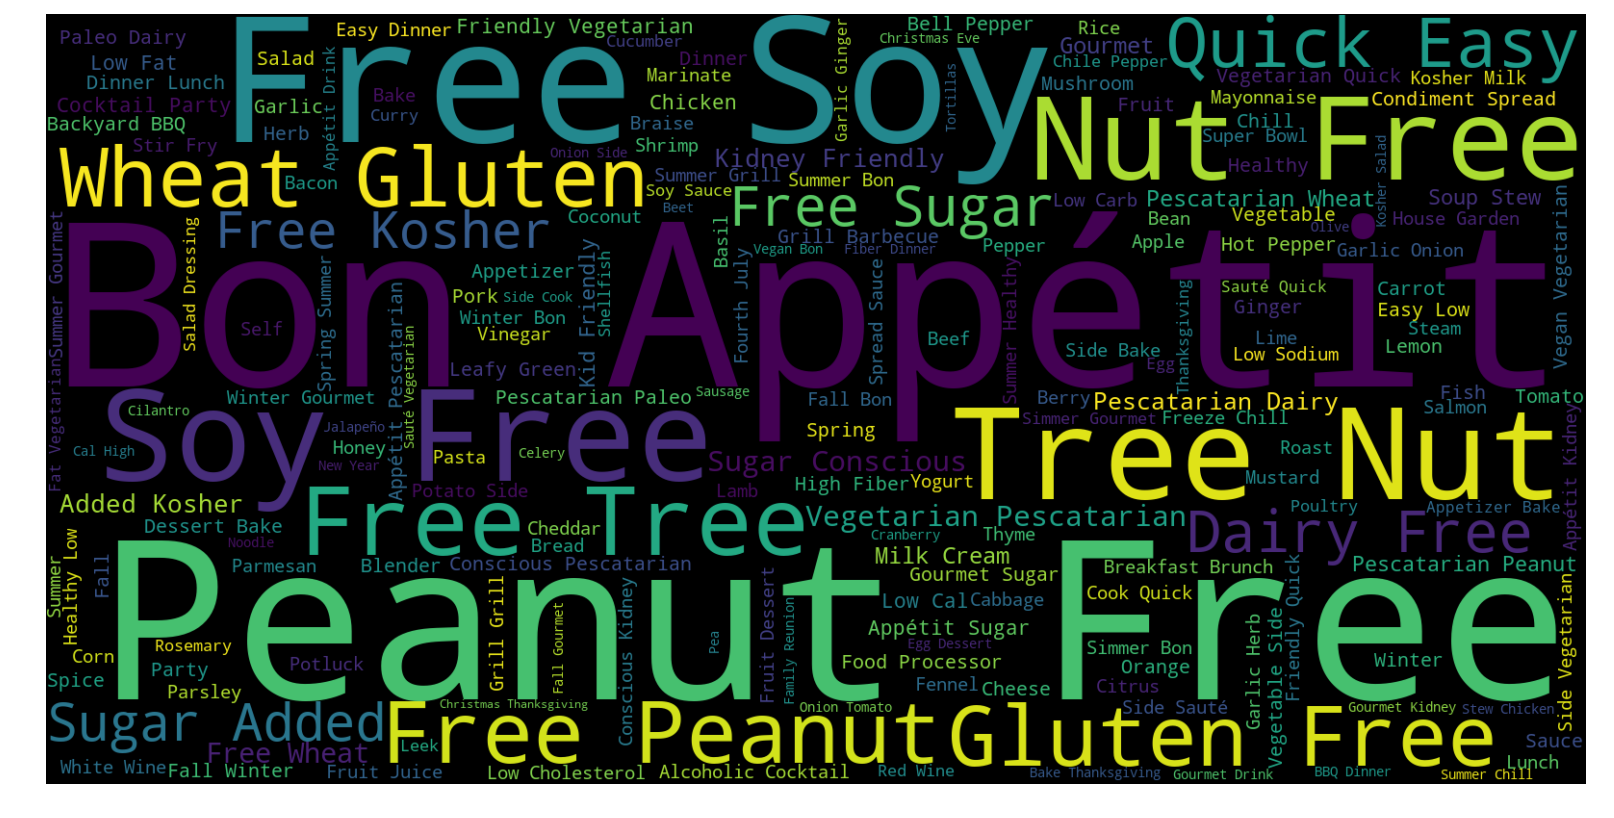 Paleo Dairy
Easy Dinner
Friendly Vegetarian
Bell Pepper
Rice
Low Fat
Salad
Cucumber
Christmas Eve
Gourmet
Quick Easy
Dinner Lunch
Appétit Drink
Free Soy
Dinner
Marinate
Garlic Ginger
Tortillas
Chile Pepper
Mushroom
Vegetarian Quick
Kosher Milk
Cocktail Party
Garlic
Bake
Curry
Chicken
Nut Free
Fruit
Mayonnaise
Condiment Spread
Backyard BBQ
Herb
Braise
Chill
Super Bowl
Stir Fry
Shrimp
Onion Side
Kidney Friendly
Healthy
Kosher Salad
Wheat Gluten
Bacon
Summer Grill
Summer Bon
Soy Sauce
Free Sugar
Low Carb
Pescatarian Wheat
Soup Stew
Vegan Vegetarian
Beet
Coconut
Basil
Bean
Vegetable
House Garden
Free Kosher
Grill Barbecue
Pepper
Apple
Olive
Hot Pepper
Garlic Onion
Vegan Bon
Fiber Dinner
Summer Gourmet
Salad Dressing
Bon Appétit
Appetizer
Kid Friendly
Shellfish
Pork
Side Cook
Winter Bon
Vinegar
Self
Spring Summer
Appétit Pescatarian
Fourth July
Spread Sauce
Summer Healthy
Sauté Quick
Ginger
Carrot
Easy Low
Steam
Lemon
Beef
Side Bake
Thanksgiving
Lime
Low Sodium
Egg
Leafy Green
Sauté Vegetarian
Fat Vegetarian
Winter Gourmet
Pescatarian Paleo
Sausage
Fall Bon
Berry
Pescatarian Dairy
Fish
Tomato
Cilantro
Soy Free
Jalapeño
Simmer Gourmet
Freeze Chill
Salmon
Appétit Kidney
Spring
Tree Nut
Cal High
Honey
Pasta
Celery
Sugar Conscious
Roast
New Year
High Fiber
Yogurt
Mustard
Added Kosher
Potato Side
Lamb
Poultry
Appetizer Bake
Free Tree
Vegetarian Pescatarian
Dessert Bake
Cheddar
Bread
Cranberry
Thyme
Dairy Free
Noodle
Summer
Healthy Low
Fall
Parmesan
Blender
Conscious Pescatarian
Milk Cream
Gourmet Sugar
Breakfast Brunch
Pescatarian Peanut
Friendly Quick
Peanut Free
Grill Grill
Fall Gourmet
Conscious Kidney
Pea
Fruit Dessert
Family Reunion
Low Cal
Cabbage
Cook Quick
Garlic Herb
Vegetable Side
Side Vegetarian
Appétit Sugar
Egg Dessert
Simmer Bon
Rosemary
Corn
Party
Potluck
Food Processor
Orange
Winter
Spice
Parsley
Fennel
Cheese
Citrus
Christmas Thanksgiving
Onion Tomato
Side Sauté
Gourmet Kidney
Stew Chicken
Sugar Added
Free Peanut
Gluten Free
Free Wheat
Leek
Sauce
White Wine
Fall Winter
Fruit Juice
Low Cholesterol
Alcoholic Cocktail
Red Wine
Bake Thanksgiving
Gourmet Drink
BBQ Dinner
Summer Chill
Lunch